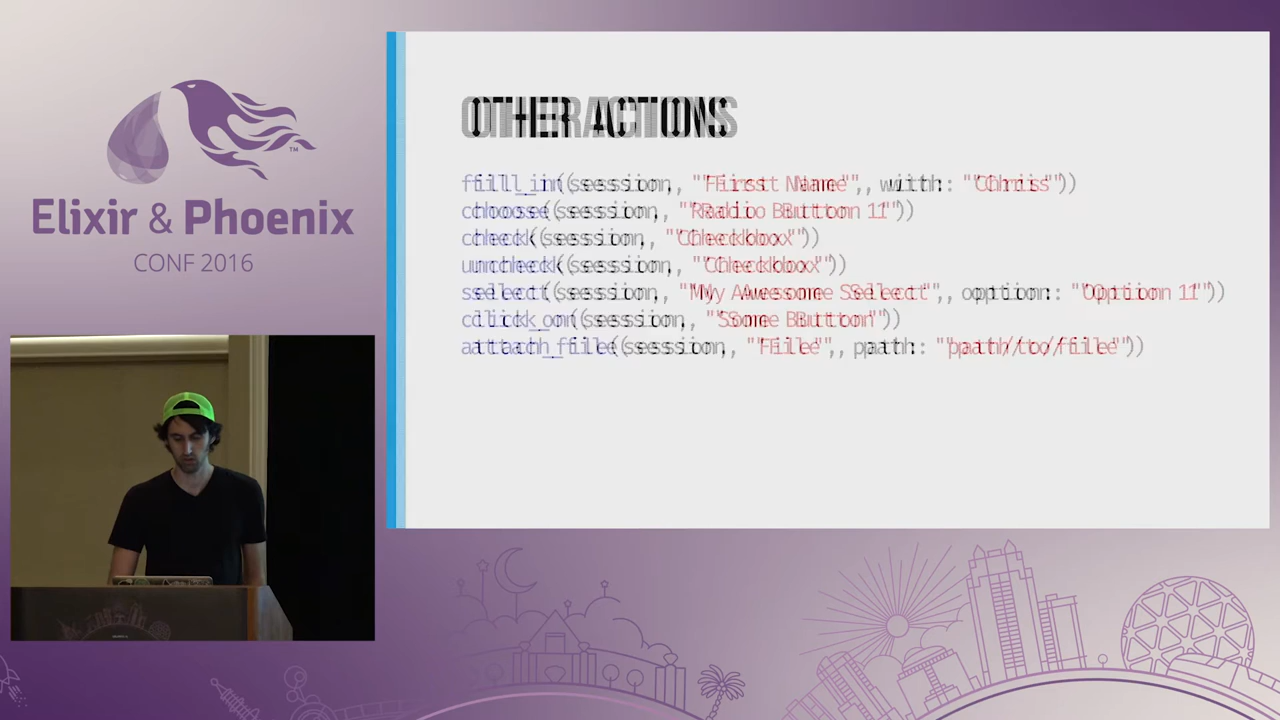 Elixir & Phoenix
CONF 2016
™
OTHER ACTIONS
fill_in(session, "First Name", with: "Chris")
choose(session, "Radio Button 1")
check(session, "Checkbox")
uncheck(session, "Checkbox")
select(session, "My Awesome Select", option: "Option 1")
click_on(session, "Some Button")
attach_file(session, "File", path: "path/to/file")